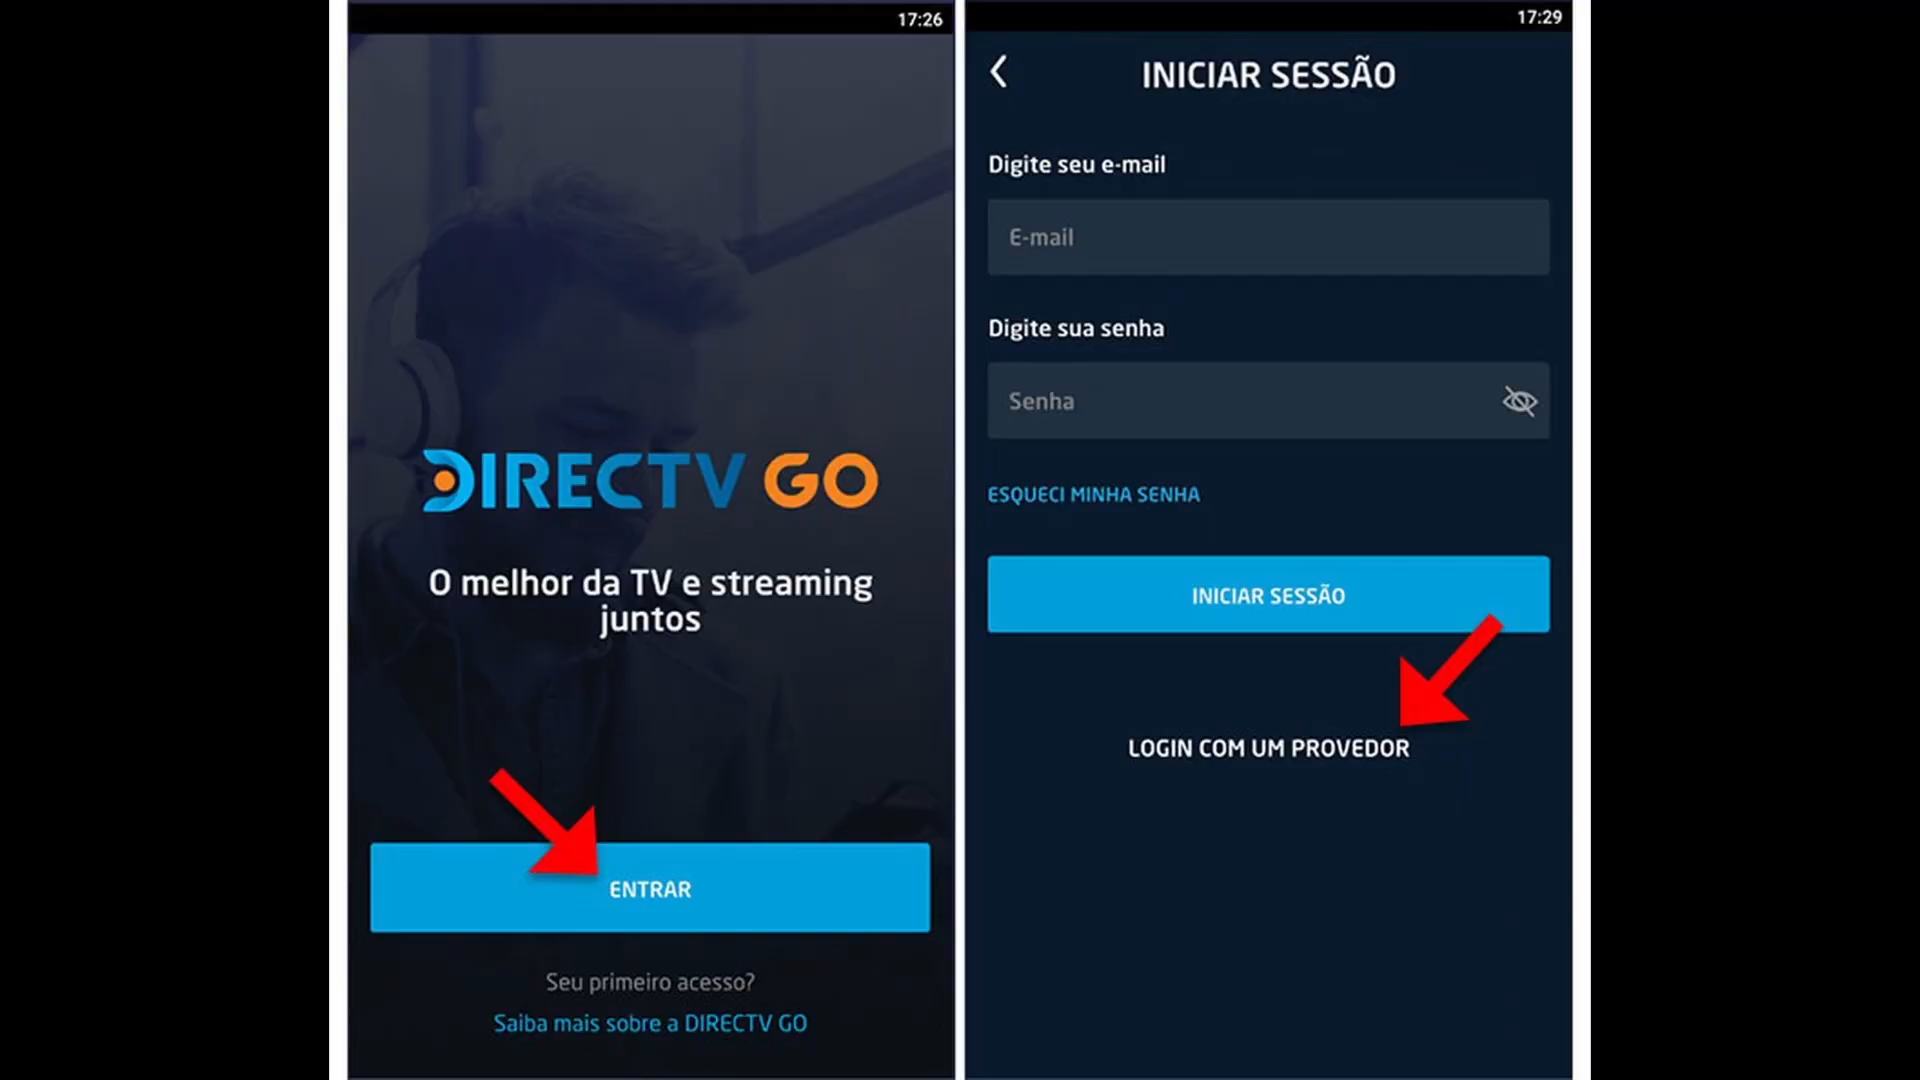 17:26
DIRECTV GO
O melhor da TV e streaming
juntos
ENTRAR
Seu primeiro acesso?
Saiba mais sobre a DIRECTV GO
17:29
INICIAR SESSÃO
Digite seu e-mail
E-mail
Digite sua senha
Senha
ESQUECI MINHA SENHA
INICIAR SESSÃO
LOGIN COM UM PROVEDOR